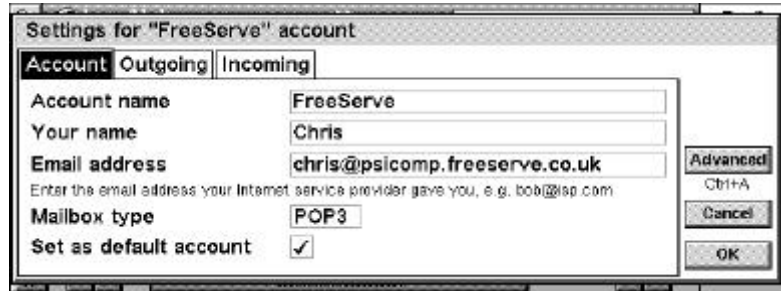 Settings for "FreeServe" account
Account Outgoing Incoming
Account name FreeServe
Your name Chris
Email address chris@psicomp.freeserve.co.uk
Enter the email address your Internet service provider gave you, e.g. bob@isp.com
Mailbox type POP3
Set as default account ✓
Advanced
Ctrl+A
Cancel
OK